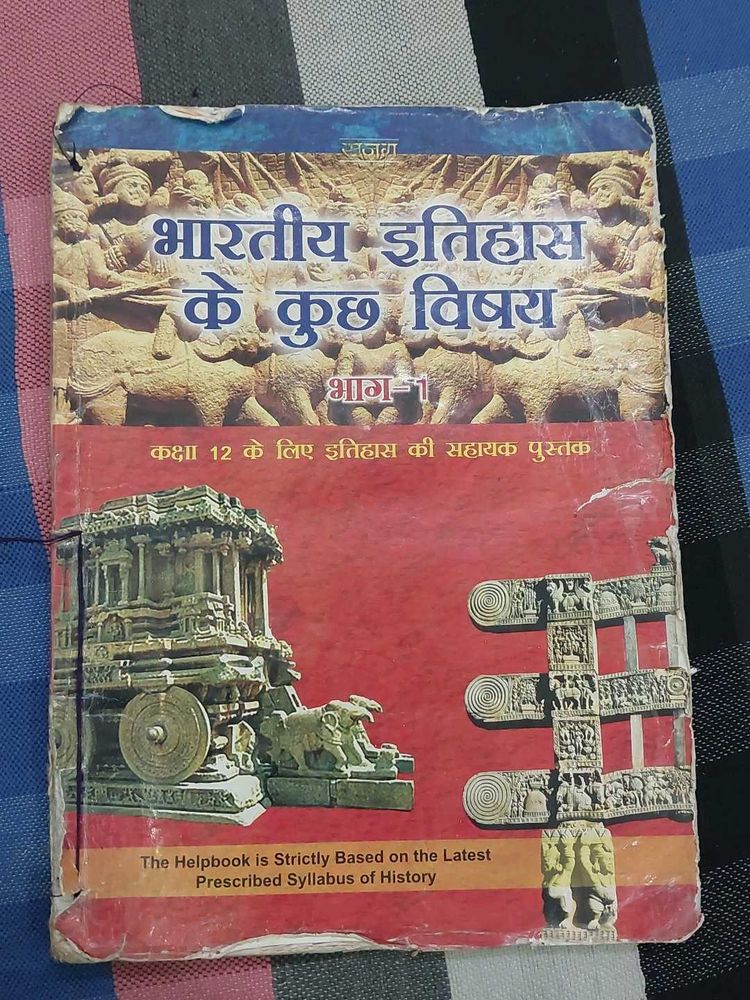 सजग
भारतीय इतिहास
के कुछ विषय
भाग-1
कक्षा 12 के लिए इतिहास की सहायक पुस्तक
The Helpbook is Strictly Based on the Latest
Prescribed Syllabus of History